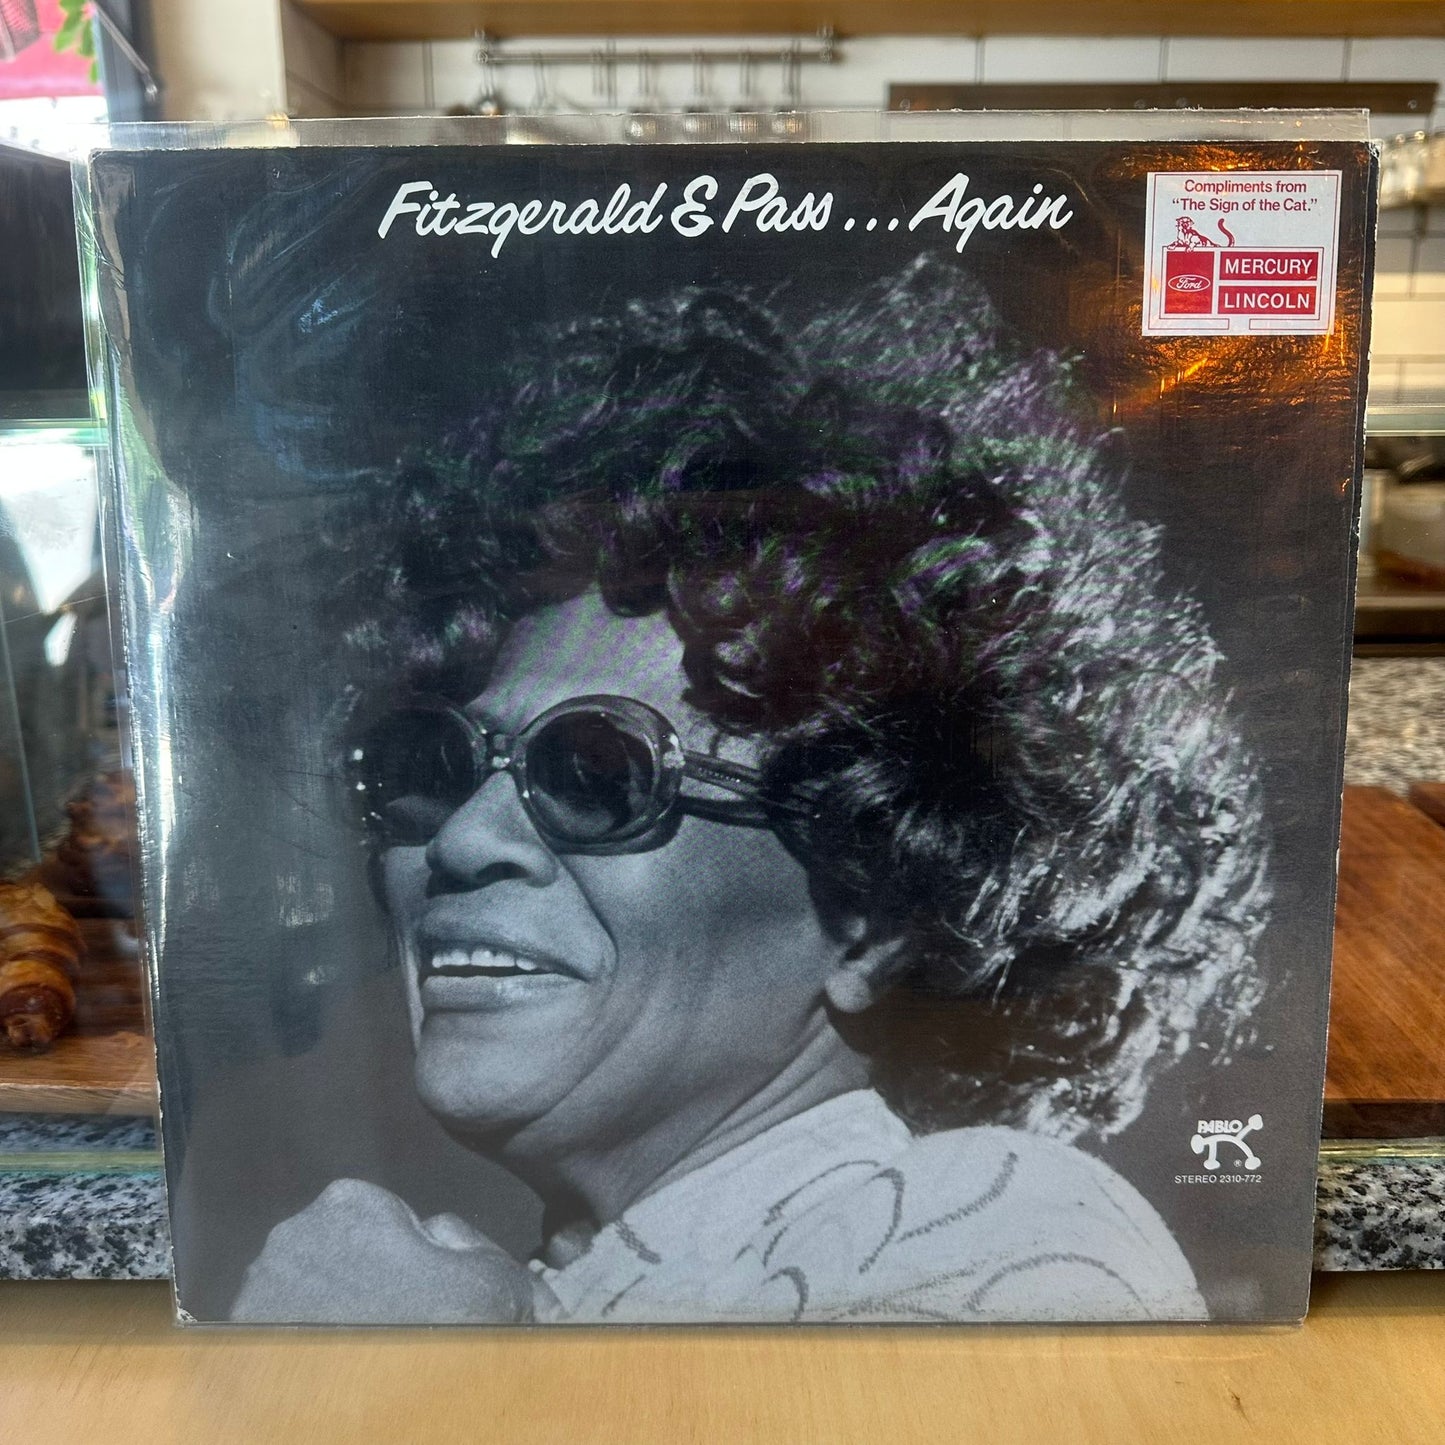 Fitzgerald & Pass...Again
Compliments from
"The Sign of the Cat."
Ford
MERCURY
LINCOLN
PABLO
®
STEREO 2310-772